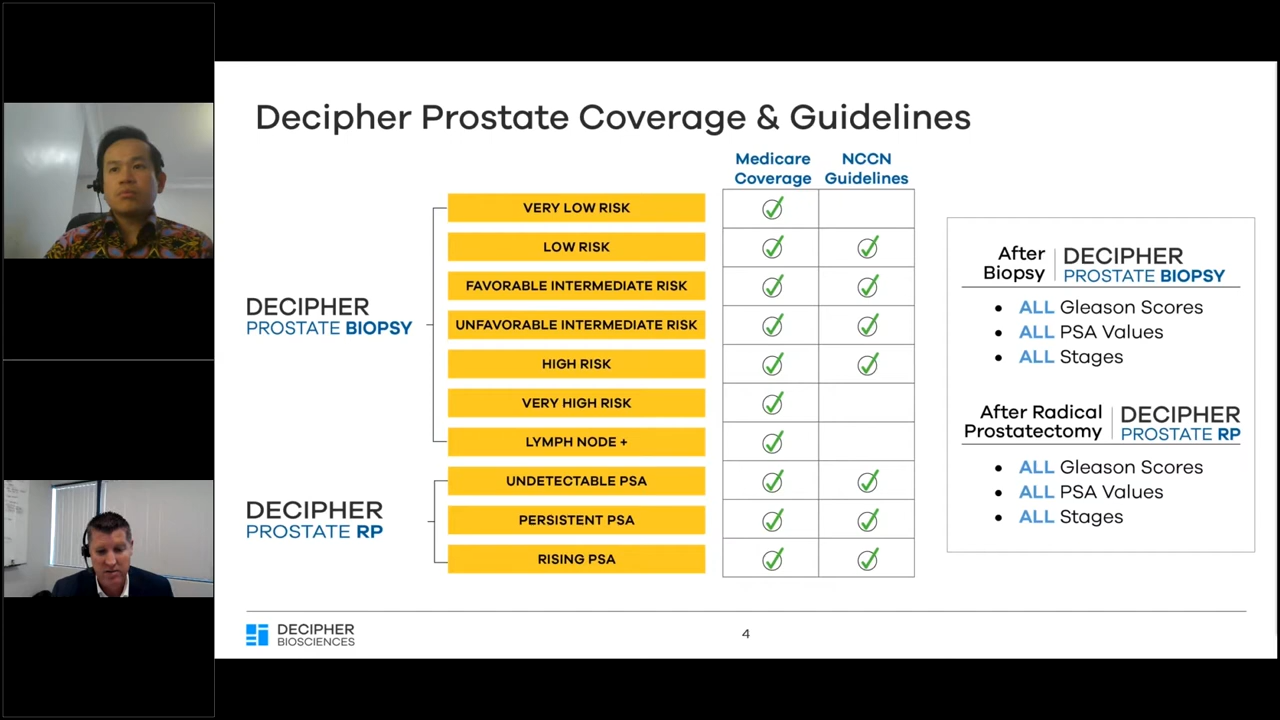 Decipher Prostate Coverage & Guidelines
Medicare
Coverage
NCCN
Guidelines
DECIPHER
PROSTATE BIOPSY
VERY LOW RISK
LOW RISK
FAVORABLE INTERMEDIATE RISK
UNFAVORABLE INTERMEDIATE RISK
HIGH RISK
VERY HIGH RISK
LYMPH NODE +
DECIPHER
PROSTATE RP
UNDETECTABLE PSA
PERSISTENT PSA
RISING PSA
After
Biopsy
DECIPHER
PROSTATE BIOPSY
• ALL Gleason Scores
• ALL PSA Values
• ALL Stages
After Radical
Prostatectomy
DECIPHER
PROSTATE RP
• ALL Gleason Scores
• ALL PSA Values
• ALL Stages
DECIPHER
BIOSCIENCES
4